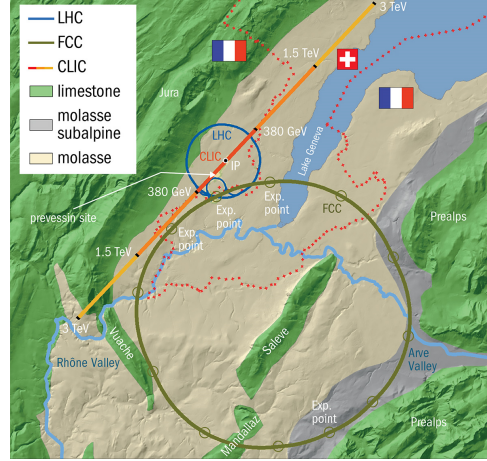 LHC
FCC
CLIC
limestone
molasse
subalpine
molasse
3 TeV
1.5 TeV
Jura
380 GeV
LHC
CLIC
IP
Lake Geneva
380 GeV
prevessin site
Exp.
point
Exp.
point
FCC
Exp.
point
Prealps
1.5 TeV
3 TeV
Vuache
Salève
Rhône Valley
Arve
Valley
Exp.
point
Mandallaz
Prealps